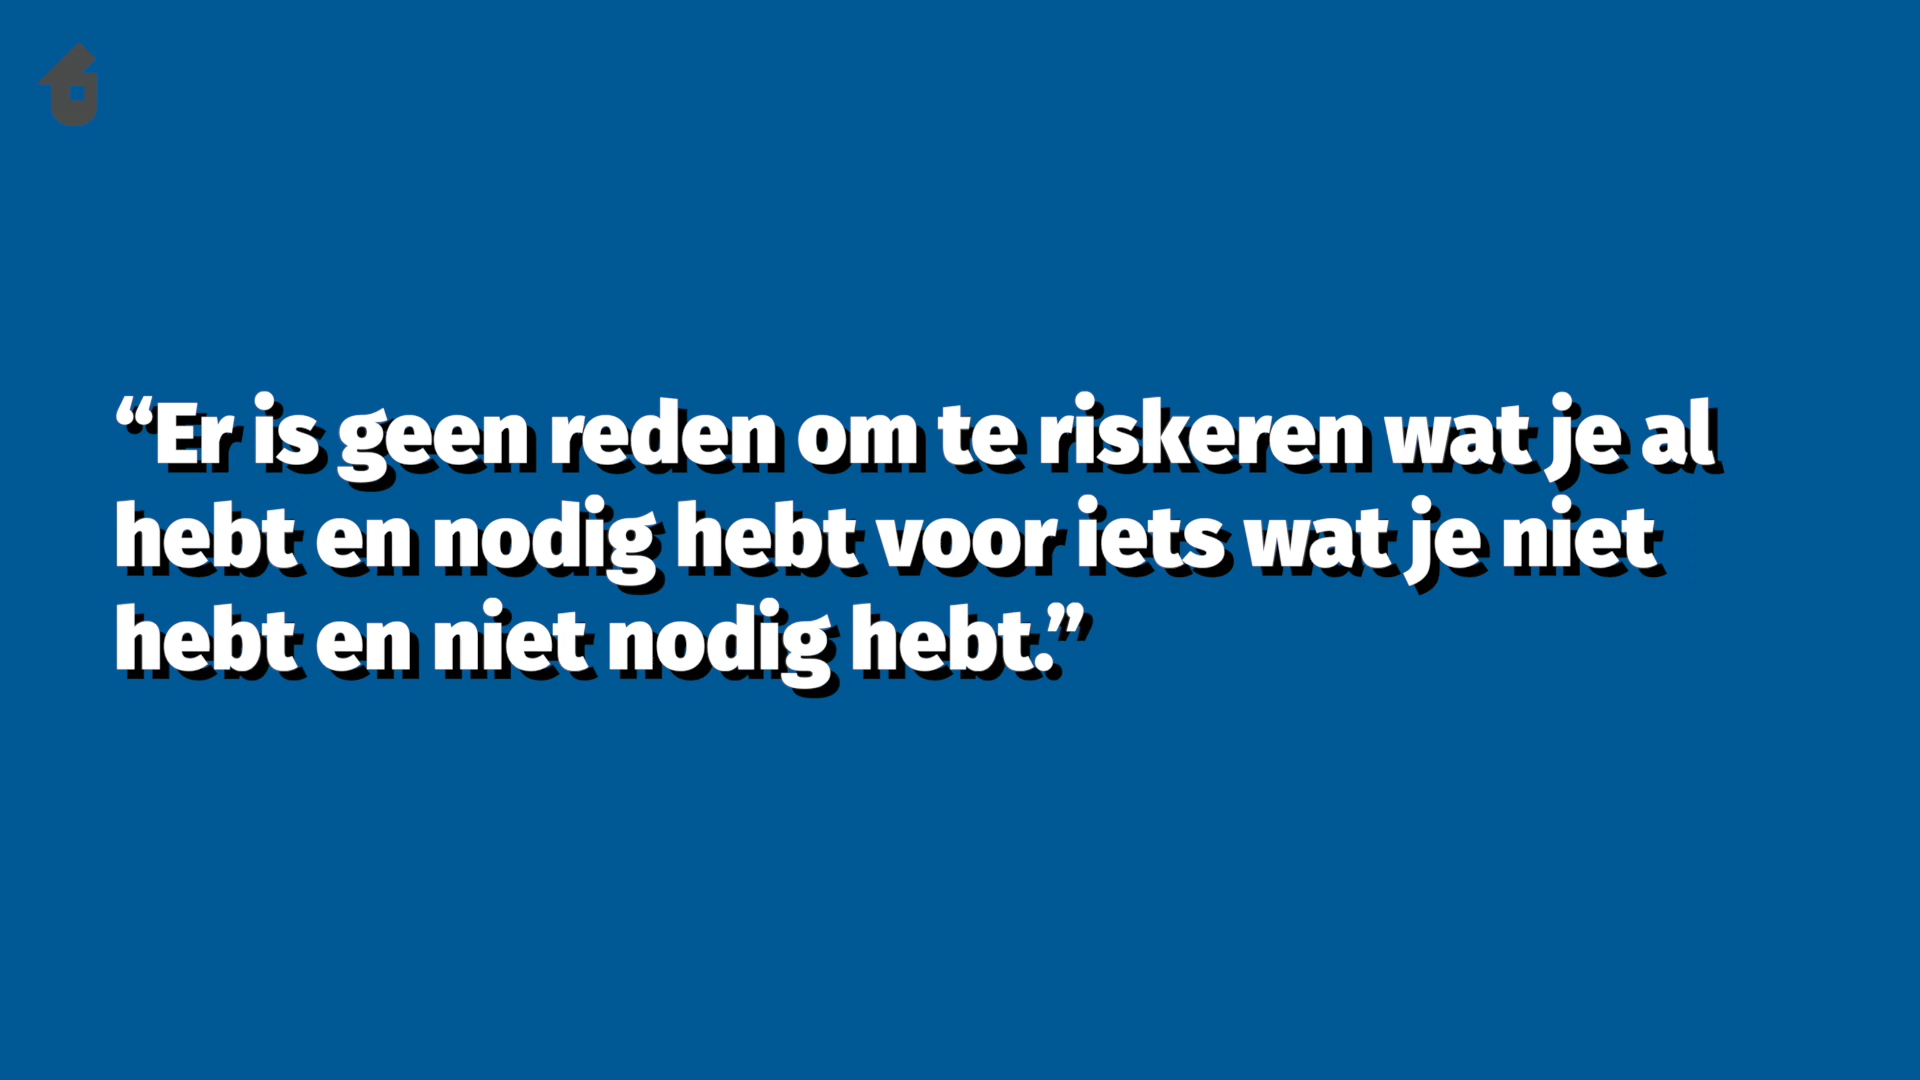 “Er is geen reden om te riskeren wat je al
hebt en nodig hebt voor iets wat je niet
hebt en niet nodig hebt.”